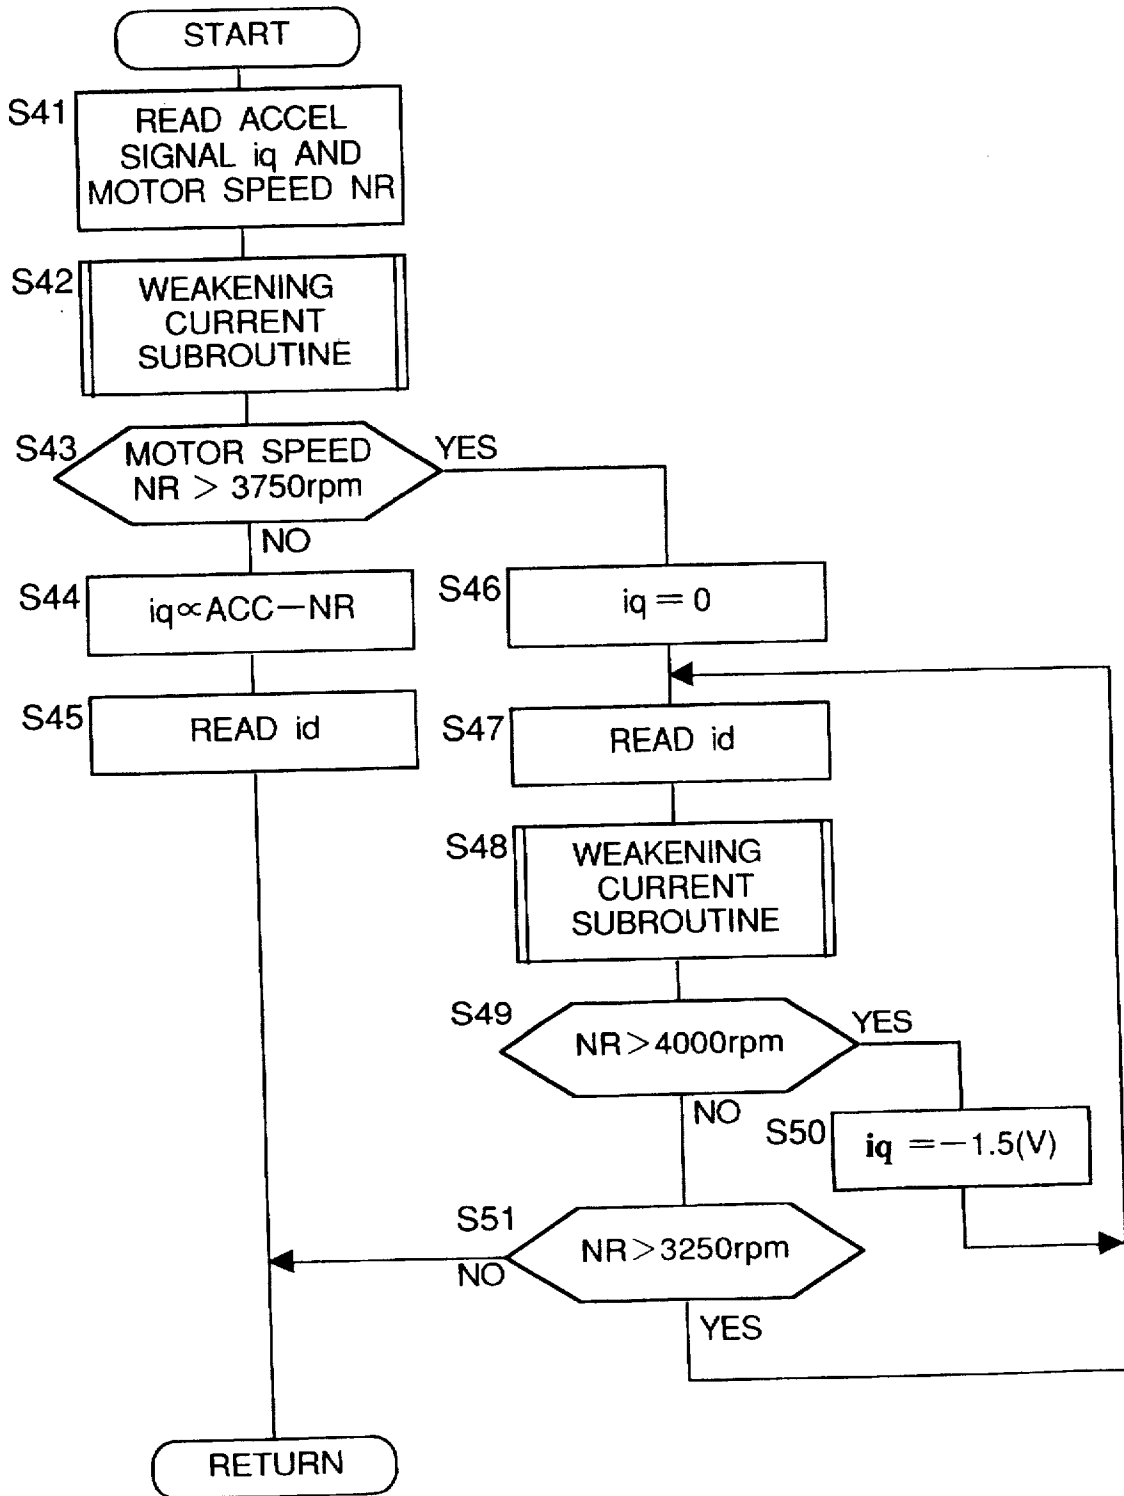 START
S41
READ ACCEL
SIGNAL iq AND
MOTOR SPEED NR
S42
WEAKENING
CURRENT
SUBROUTINE
S43
MOTOR SPEED
NR > 3750rpm
YES
NO
S44
iq∝ACC−NR
S46
iq = 0
S45
READ id
S47
READ id
S48
WEAKENING
CURRENT
SUBROUTINE
S49
NR>4000rpm
YES
NO
S50
iq =−1.5(V)
S51
NR>3250rpm
NO
YES
RETURN